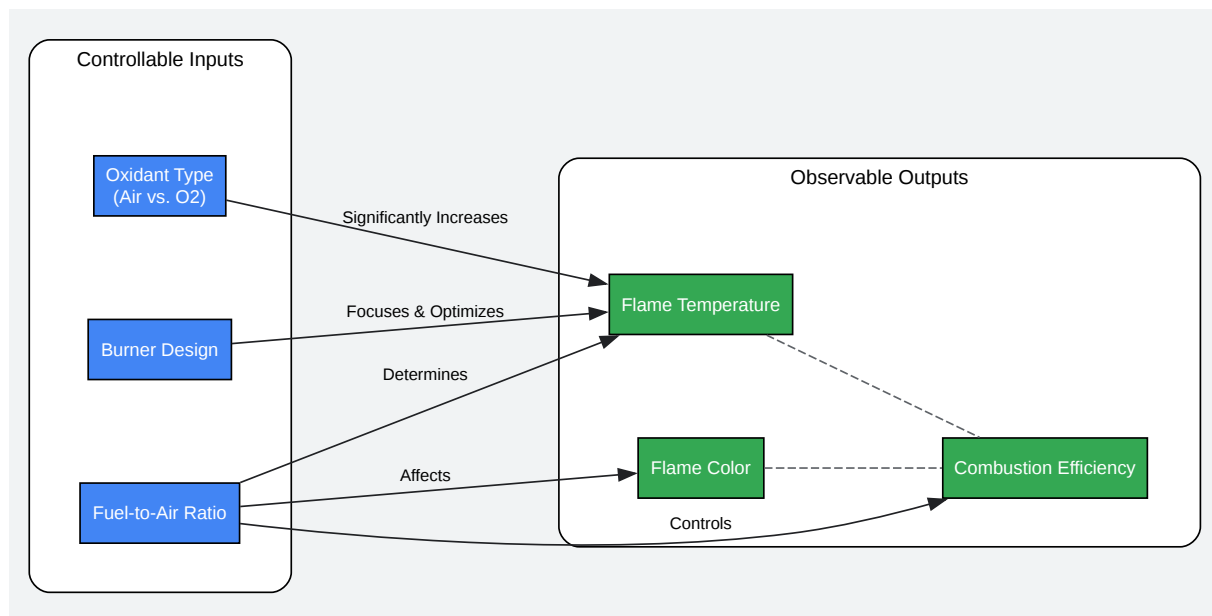 Controllable Inputs
Oxidant Type
(Air vs. O2)
Burner Design
Fuel-to-Air Ratio
Significantly Increases
Focuses & Optimizes
Determines
Affects
Controls
Observable Outputs
Flame Temperature
Flame Color
Combustion Efficiency